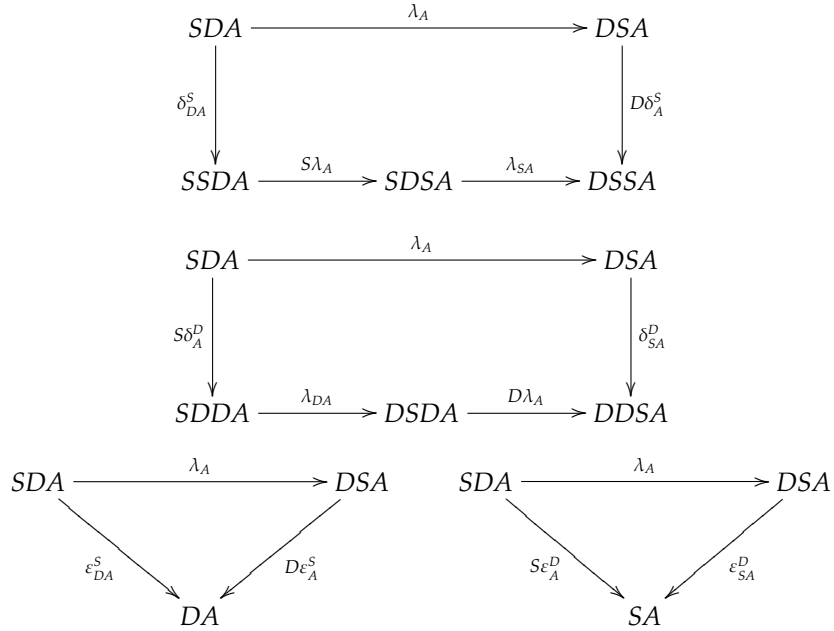 SDA λ_A DSA
δ^S_{DA} Dδ^S_A
SSDA Sλ_A SDSA λ_{SA} DSSA
SDA λ_A DSA
Sδ^D_A δ^D_{SA}
SDDA λ_{DA} DSDA Dλ_A DDSA
SDA λ_A DSA SDA λ_A DSA
ε^S_{DA} Dε^S_A Sε^D_A ε^D_{SA}
DA SA